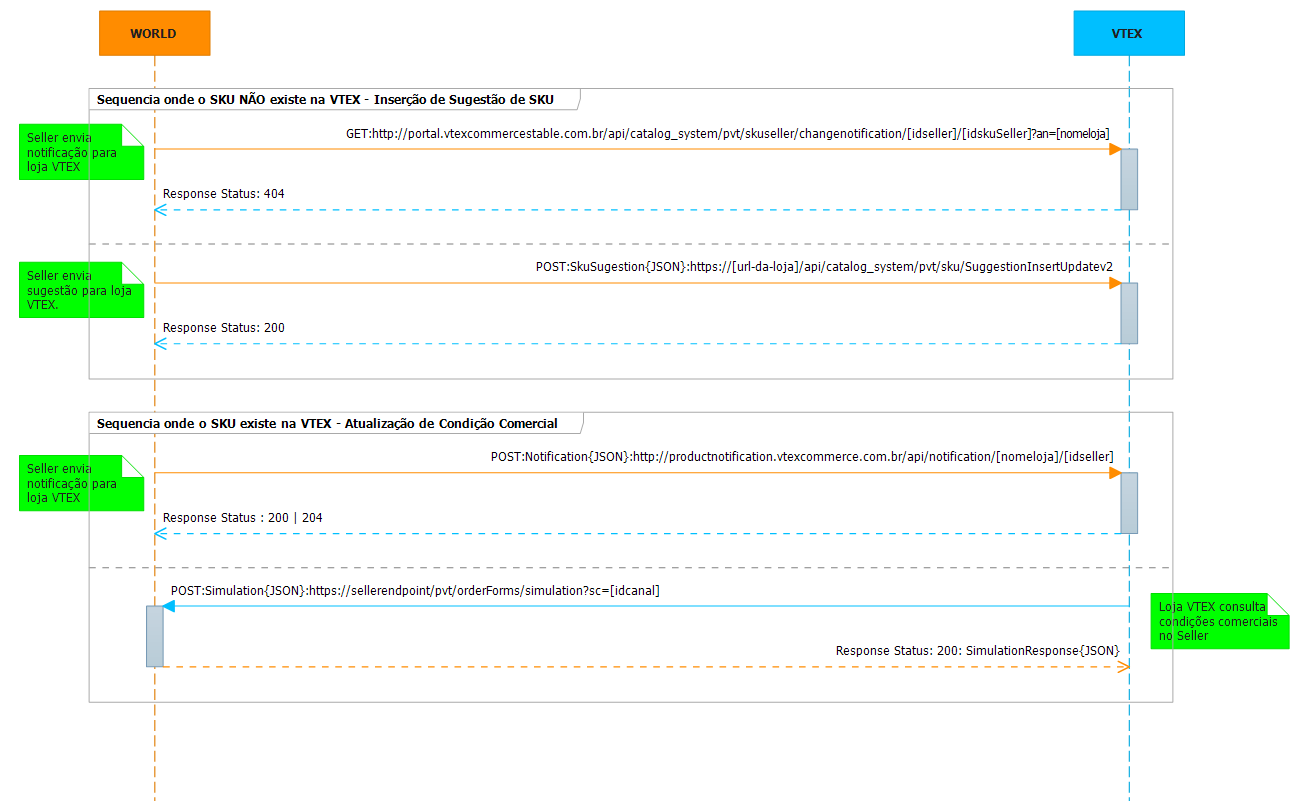 WORLD
VTEX
Sequencia onde o SKU NÃO existe na VTEX - Inserção de Sugestão de SKU
Seller envia
notificação para
loja VTEX
GET:http://portal.vtexcommercestable.com.br/api/catalog_system/pvt/skuseller/changenotification/[idseller]/[idskuSeller]?an=[nomeloja]
Response Status: 404
Seller envia
sugestão para loja
VTEX.
POST:SkuSugestion{JSON}:https://[url-da-loja]/api/catalog_system/pvt/sku/SuggestionInsertUpdatev2
Response Status: 200
Sequencia onde o SKU existe na VTEX - Atualização de Condição Comercial
Seller envia
notificação para
loja VTEX
POST:Notification{JSON}:http://productnotification.vtexcommerce.com.br/api/notification/[nomeloja]/[idseller]
Response Status : 200 | 204
POST:Simulation{JSON}:https://sellerendpoint/pvt/orderForms/simulation?sc=[idcanal]
Loja VTEX consulta
condições comerciais
no Seller
Response Status: 200: SimulationResponse{JSON}